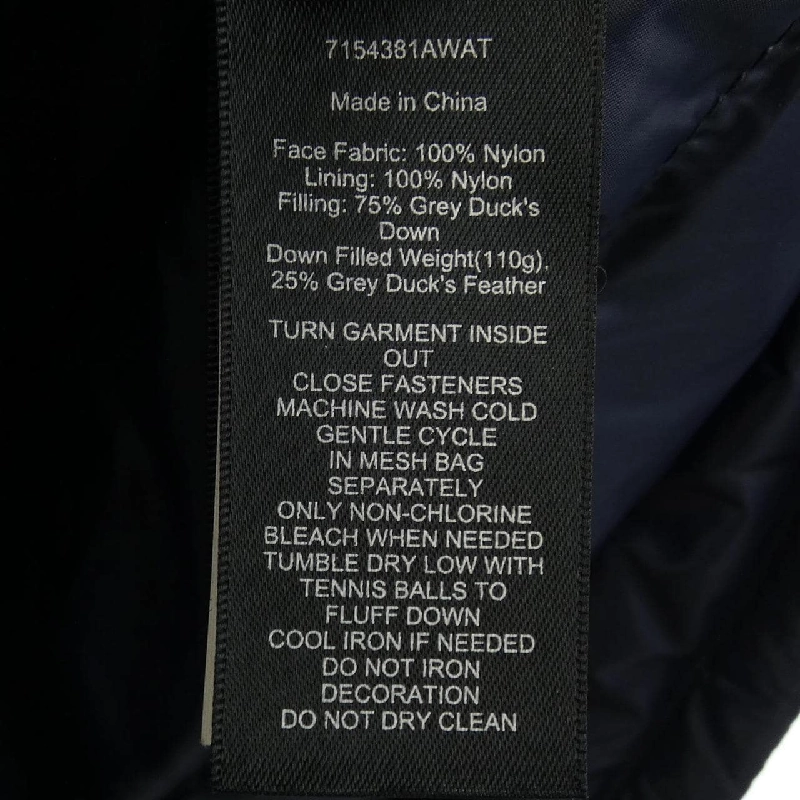 7154381AWAT
Made in China
Face Fabric: 100% Nylon
Lining: 100% Nylon
Filling: 75% Grey Duck's
Down
Down Filled Weight(110g),
25% Grey Duck's Feather
TURN GARMENT INSIDE
OUT
CLOSE FASTENERS
MACHINE WASH COLD
GENTLE CYCLE
IN MESH BAG
SEPARATELY
ONLY NON-CHLORINE
BLEACH WHEN NEEDED
TUMBLE DRY LOW WITH
TENNIS BALLS TO
FLUFF DOWN
COOL IRON IF NEEDED
DO NOT IRON
DECORATION
DO NOT DRY CLEAN